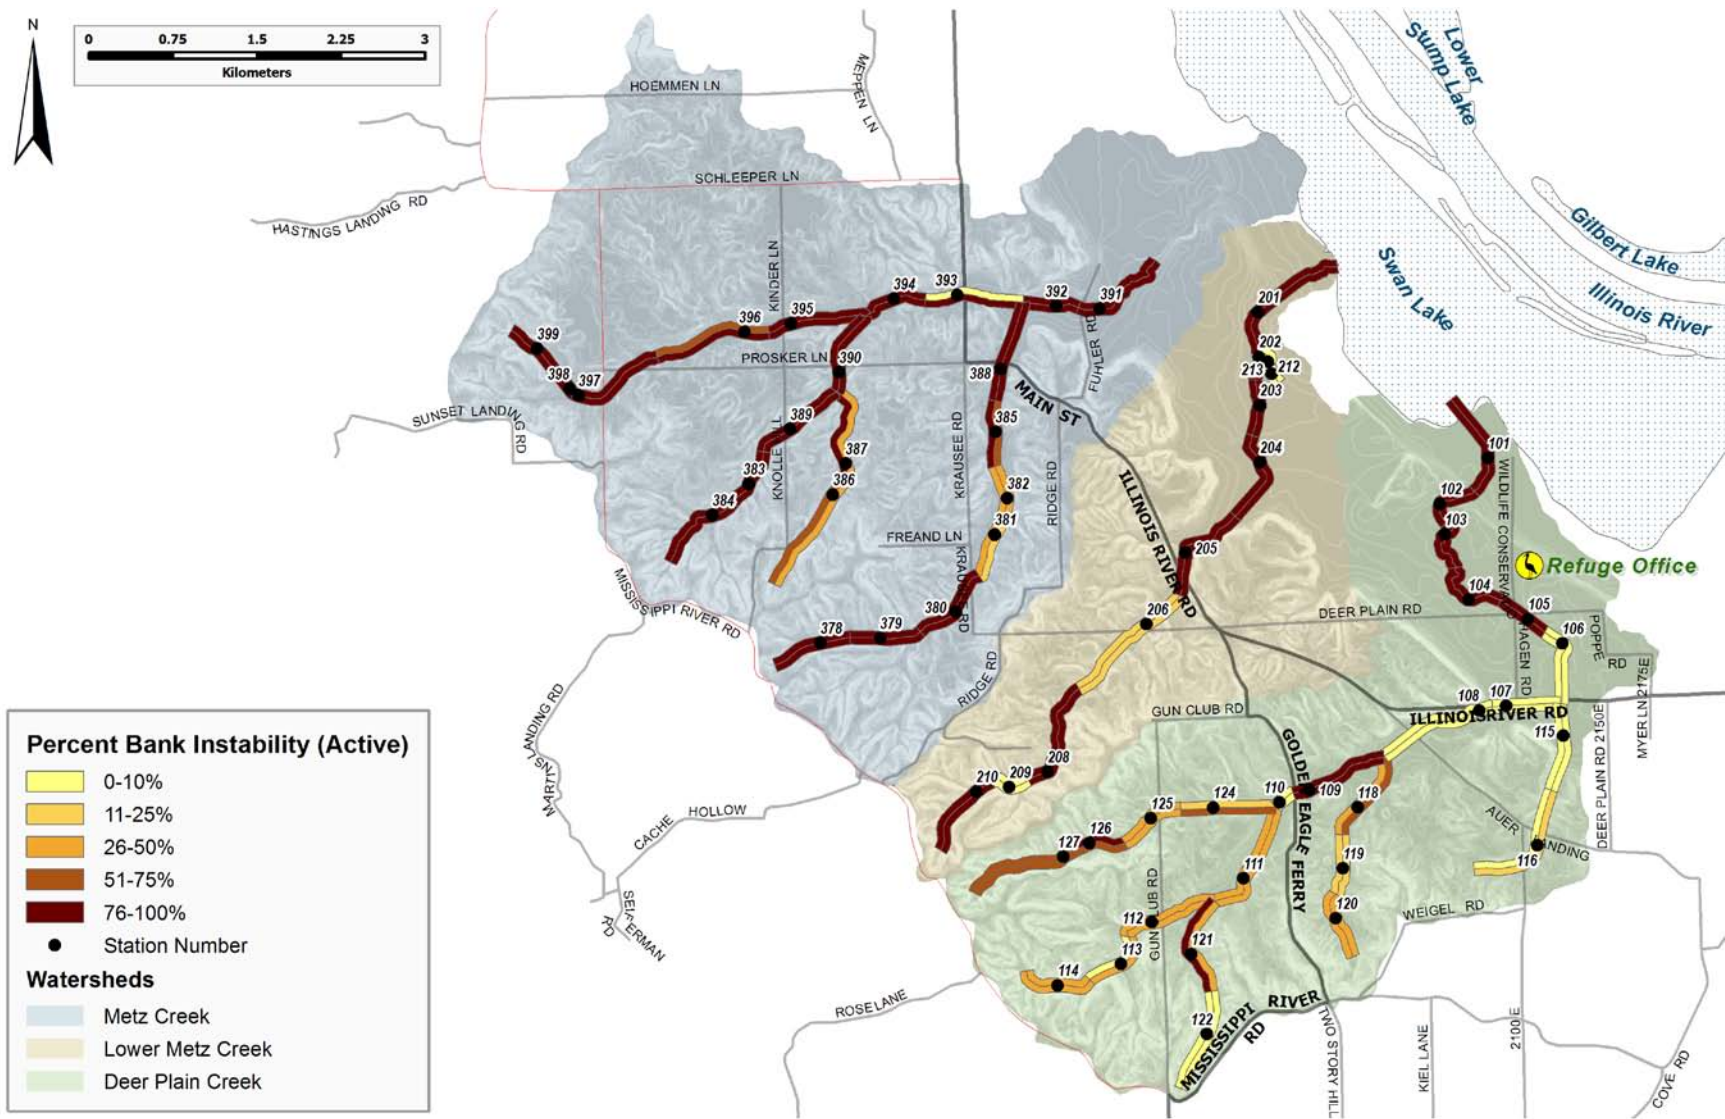 N
0 0.75 1.5 2.25 3
Kilometers
HOEMMEN LN
MEPPEN LN
Lower
Stump Lake
SCHLEEPER LN
HASTINGS LANDING RD
Gilbert Lake
Swan Lake
Illinois River
KINDER LN
394
393
392
391
201
399
396
395
202
398
397
PROSKER LN
390
FUHLER RD
388
213
212
203
MAIN ST
SUNSET LANDING RD
389
KNOLLE
385
KRAUSEE RD
387
204
101
383
386
382
RIDGE RD
ILLINOIS RIVER RD
WILDLIFE CONSERVA
102
384
381
103
FREAND LN
205
Refuge Office
MISSISSIPPI RIVER RD
380
104
206
DEER PLAIN RD
105
378
379
106
POPPE RD
HAGEN RD
RIDGE RD
MYER LN 2175E
MARTINS LANDING RD
GUN CLUB RD
108
107
ILLINOIS RIVER RD
115
DEER PLAIN RD 2150E
GOLDEN EAGLE FERRY
210
209
208
110
109
118
CACHE HOLLOW
125
124
AUER LANDING
127
126
116
119
111
SEIFERMAN RD
GUN CLUB RD
112
120
WEIGEL RD
113
121
114
ROSELANE
122
MISSISSIPPI RIVER RD
TWO STORY HILL
KIEL LANE
2100E
COVE RD
Percent Bank Instability (Active)
0-10%
11-25%
26-50%
51-75%
76-100%
Station Number
Watersheds
Metz Creek
Lower Metz Creek
Deer Plain Creek